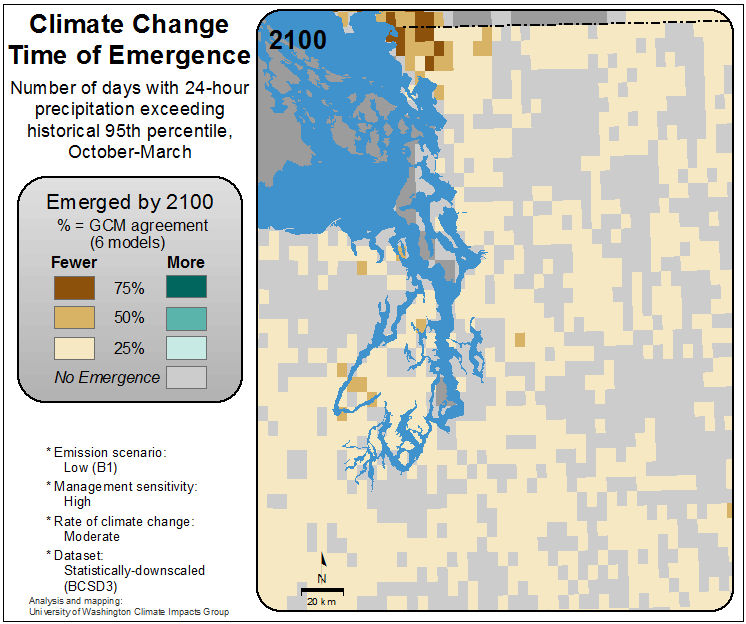 Climate Change
Time of Emergence
Number of days with 24-hour
precipitation exceeding
historical 95th percentile,
October-March
Emerged by 2100
% = GCM agreement
(6 models)
Fewer More
75%
50%
25%
No Emergence
* Emission scenario:
Low (B1)
* Management sensitivity:
High
* Rate of climate change:
Moderate
* Dataset:
Statistically-downscaled
(BCSD3)
Analysis and mapping:
University of Washington Climate Impacts Group
2100
N
20 km